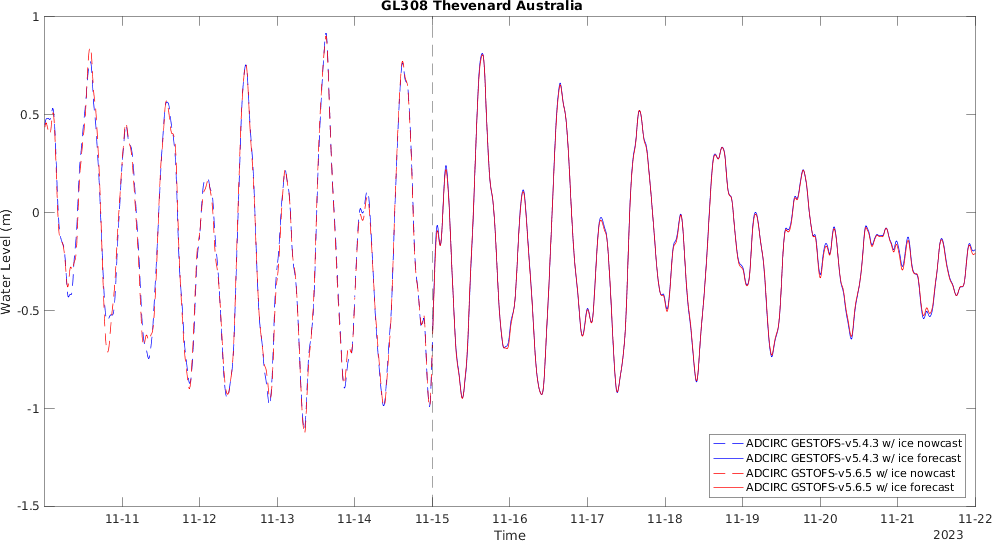 GL308 Thevenard Australia
1
0.5
0
-0.5
-1
-1.5
Water Level (m)
ADCIRC GESTOFS-v5.4.3 w/ ice nowcast
ADCIRC GESTOFS-v5.4.3 w/ ice forecast
ADCIRC GSTOFS-v5.6.5 w/ ice nowcast
ADCIRC GSTOFS-v5.6.5 w/ ice forecast
11-11 11-12 11-13 11-14 11-15 11-16 11-17 11-18 11-19 11-20 11-21 11-22
Time
2023